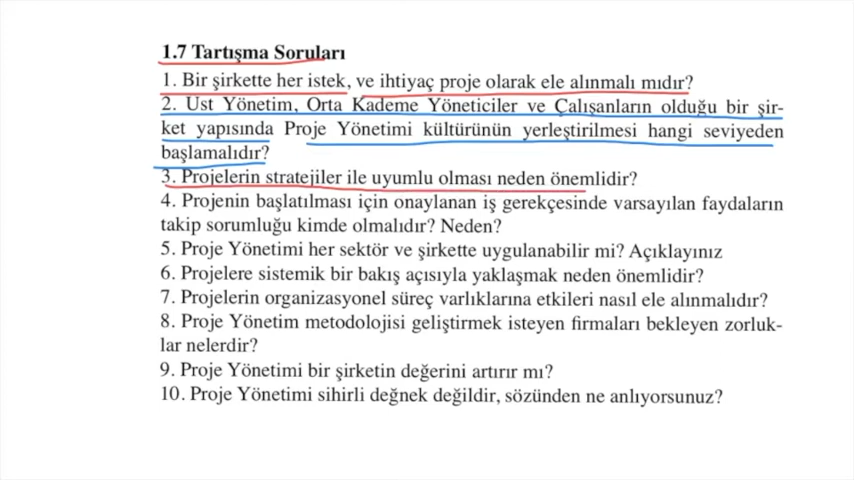 1.7 Tartışma Soruları
1. Bir şirkette her istek, ve ihtiyaç proje olarak ele alınmalı mıdır?
2. Üst Yönetim, Orta Kademe Yöneticiler ve Çalışanların olduğu bir şir-
ket yapısında Proje Yönetimi kültürünün yerleştirilmesi hangi seviyeden
başlamalıdır?
3. Projelerin stratejiler ile uyumlu olması neden önemlidir?
4. Projenin başlatılması için onaylanan iş gerekçesinde varsayılan faydaların
takip sorumluğu kimde olmalıdır? Neden?
5. Proje Yönetimi her sektör ve şirkette uygulanabilir mi? Açıklayınız
6. Projelere sistemik bir bakış açısıyla yaklaşmak neden önemlidir?
7. Projelerin organizasyonel süreç varlıklarına etkileri nasıl ele alınmalıdır?
8. Proje Yönetim metodolojisi geliştirmek isteyen firmaları bekleyen zorluk-
lar nelerdir?
9. Proje Yönetimi bir şirketin değerini artırır mı?
10. Proje Yönetimi sihirli değnek değildir, sözünden ne anlıyorsunuz?